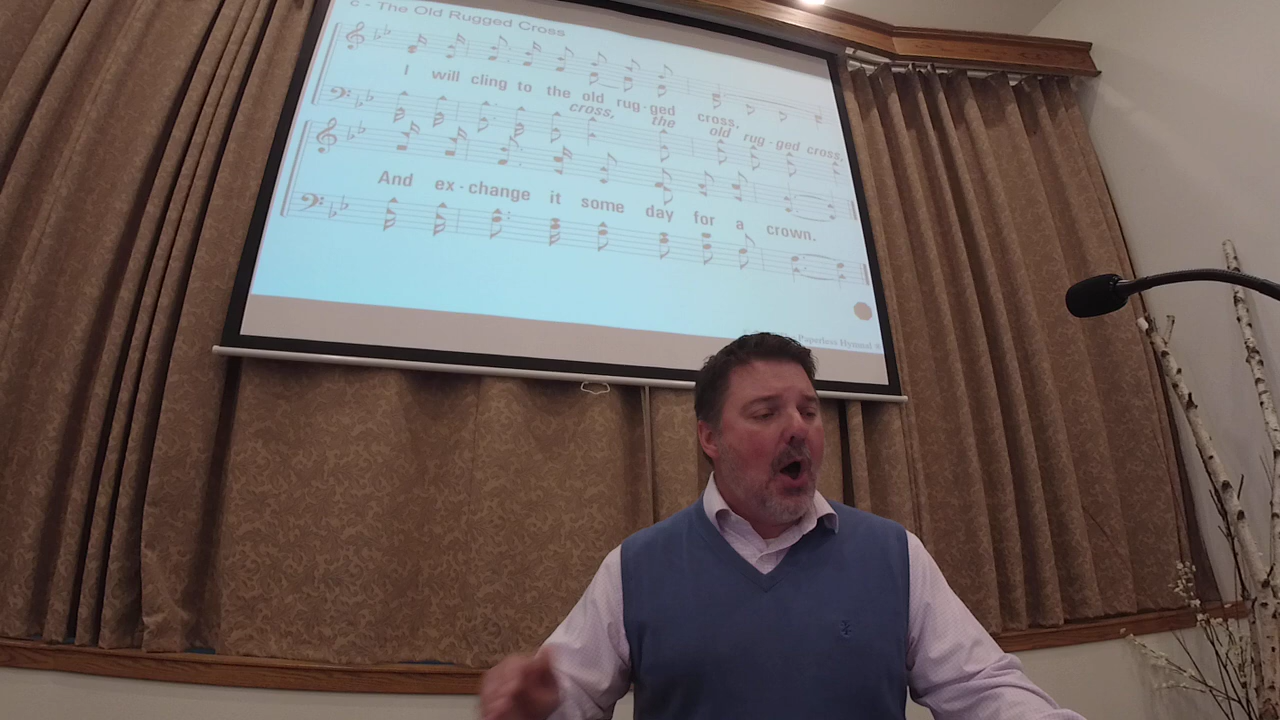 c - The Old Rugged Cross
I will cling to the old rug-ged cross,
cross, the old rug-ged cross,
And ex-change it some day for a crown.
Paperless Hymnal